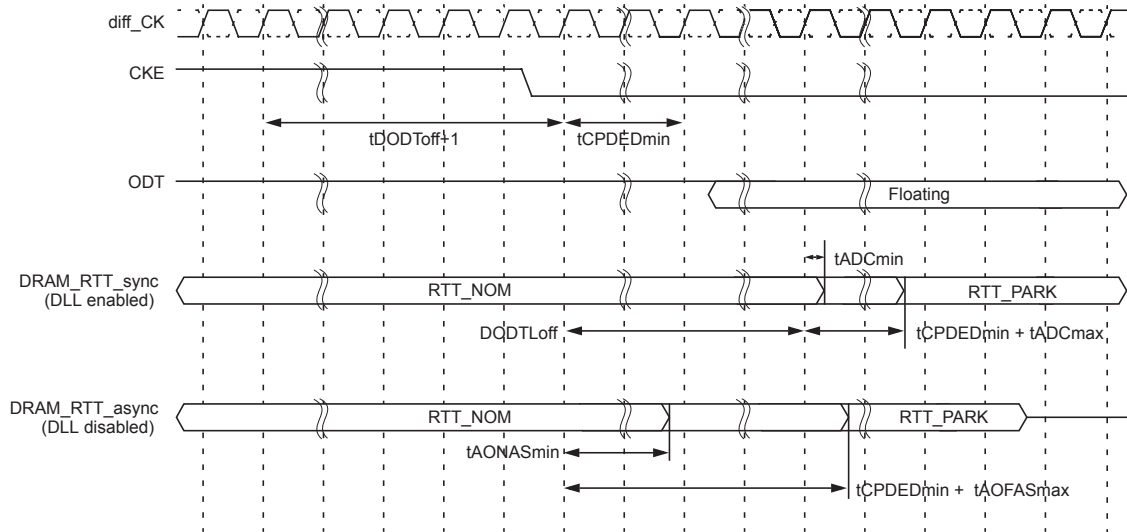 diff_CK
CKE
tDODToff+1
tCPDEDmin
ODT
Floating
tADCmin
DRAM_RTT_sync
(DLL enabled)
RTT_NOM
RTT_PARK
DODTLoff
tCPDEDmin + tADCmax
DRAM_RTT_async
(DLL disabled)
RTT_NOM
RTT_PARK
tAONASmin
tCPDEDmin + tAOFASmax